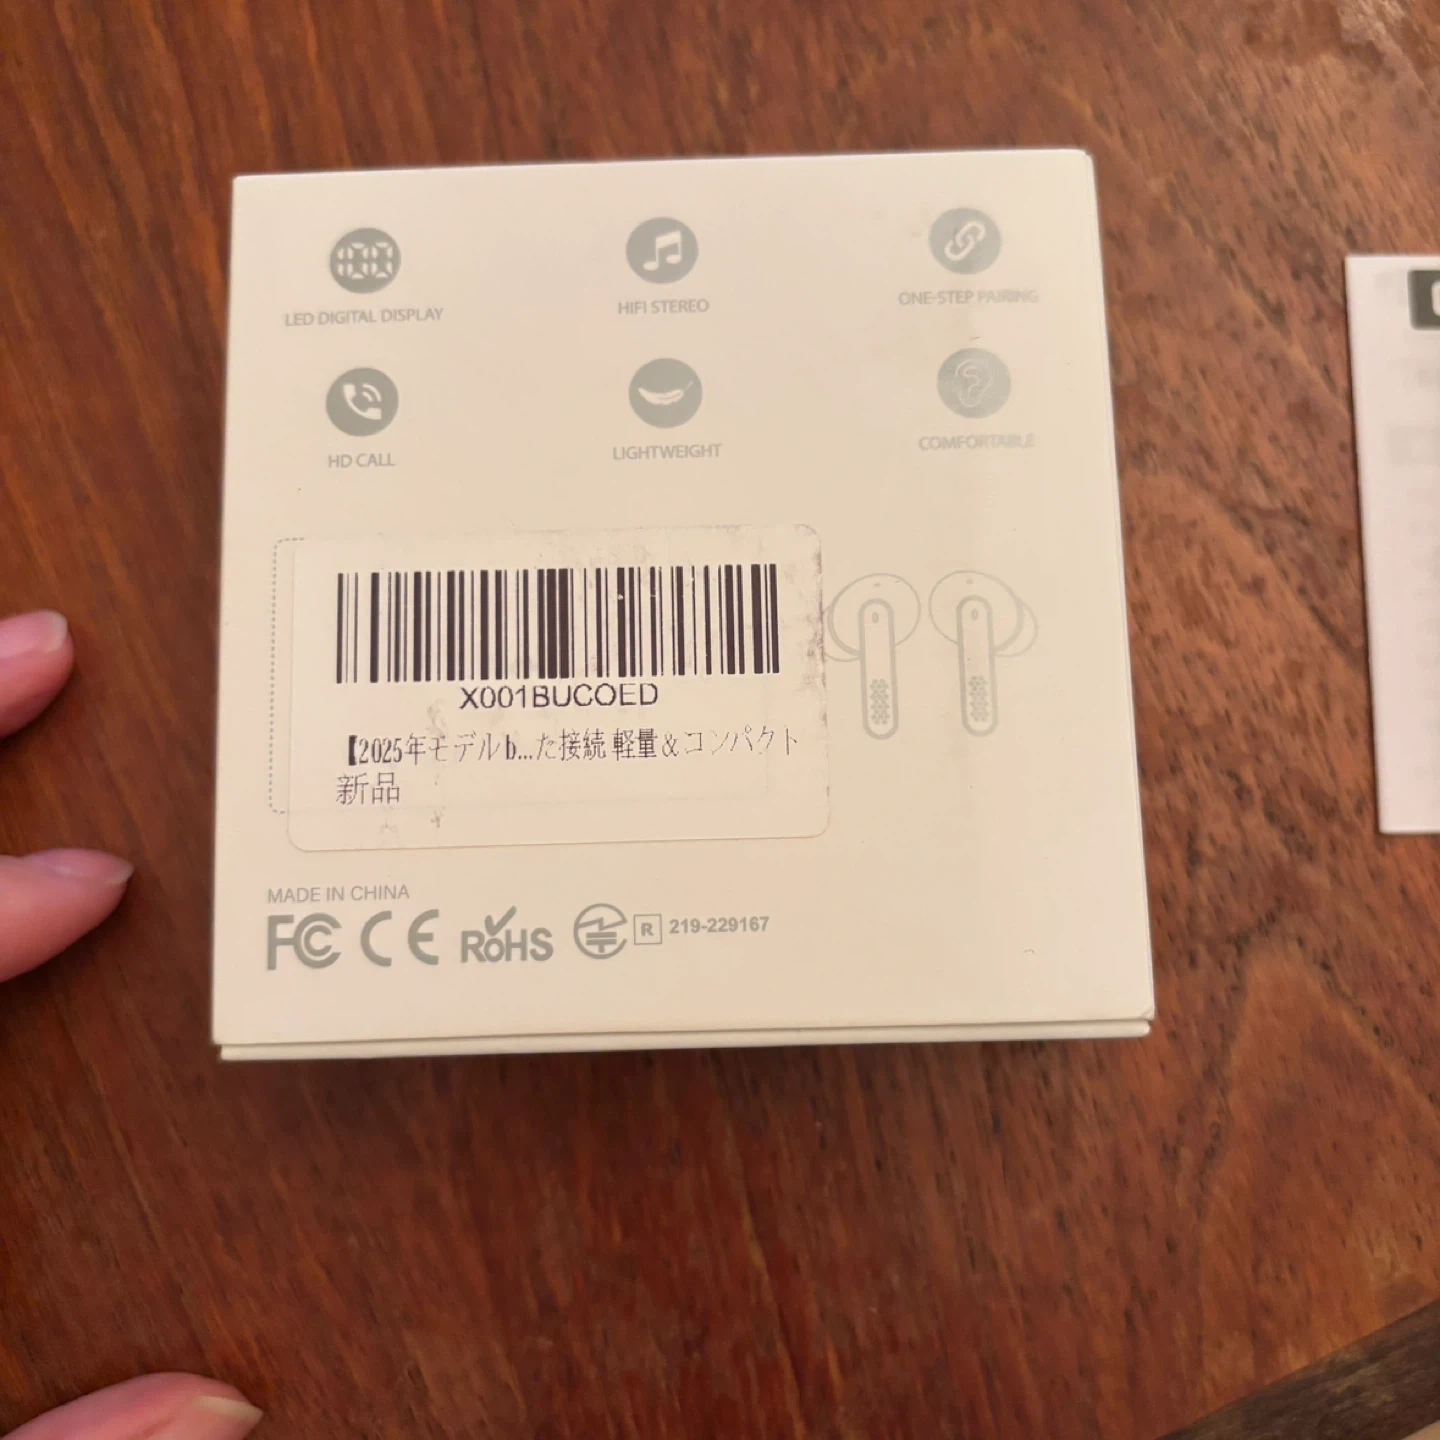 LED DIGITAL DISPLAY
HIFI STEREO
ONE-STEP PAIRING
HD CALL
LIGHTWEIGHT
COMFORTABLE
X001BUCOED
【2025年モデル b...た接続 軽量&コンパクト
新品
MADE IN CHINA
FC CE RoHS R 219-229167